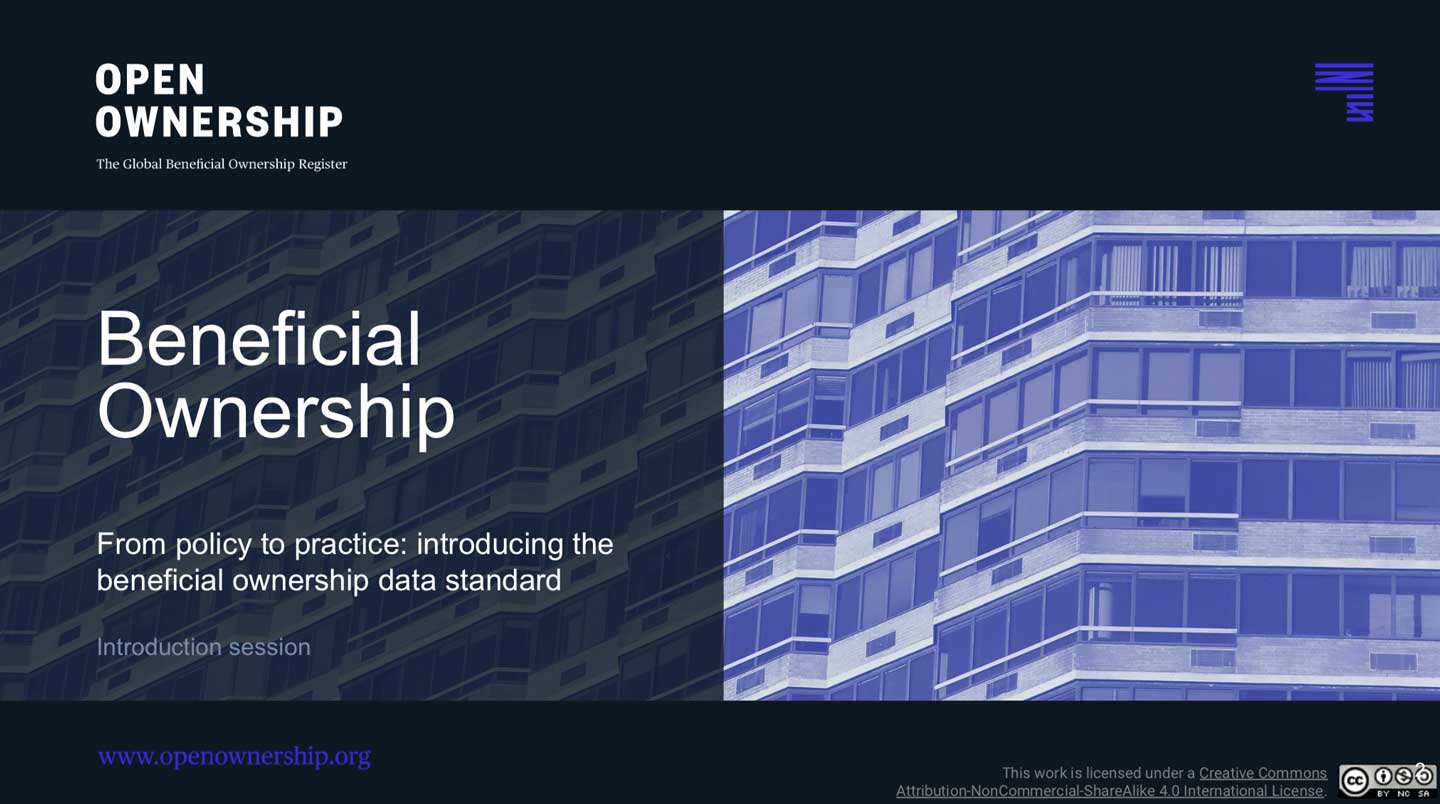 OPEN
OWNERSHIP
The Global Beneficial Ownership Register
Beneficial
Ownership
From policy to practice: introducing the
beneficial ownership data standard
Introduction session
www.openownership.org
This work is licensed under a Creative Commons
Attribution-NonCommercial-ShareAlike 4.0 International License.
2
cc
BY NC SA